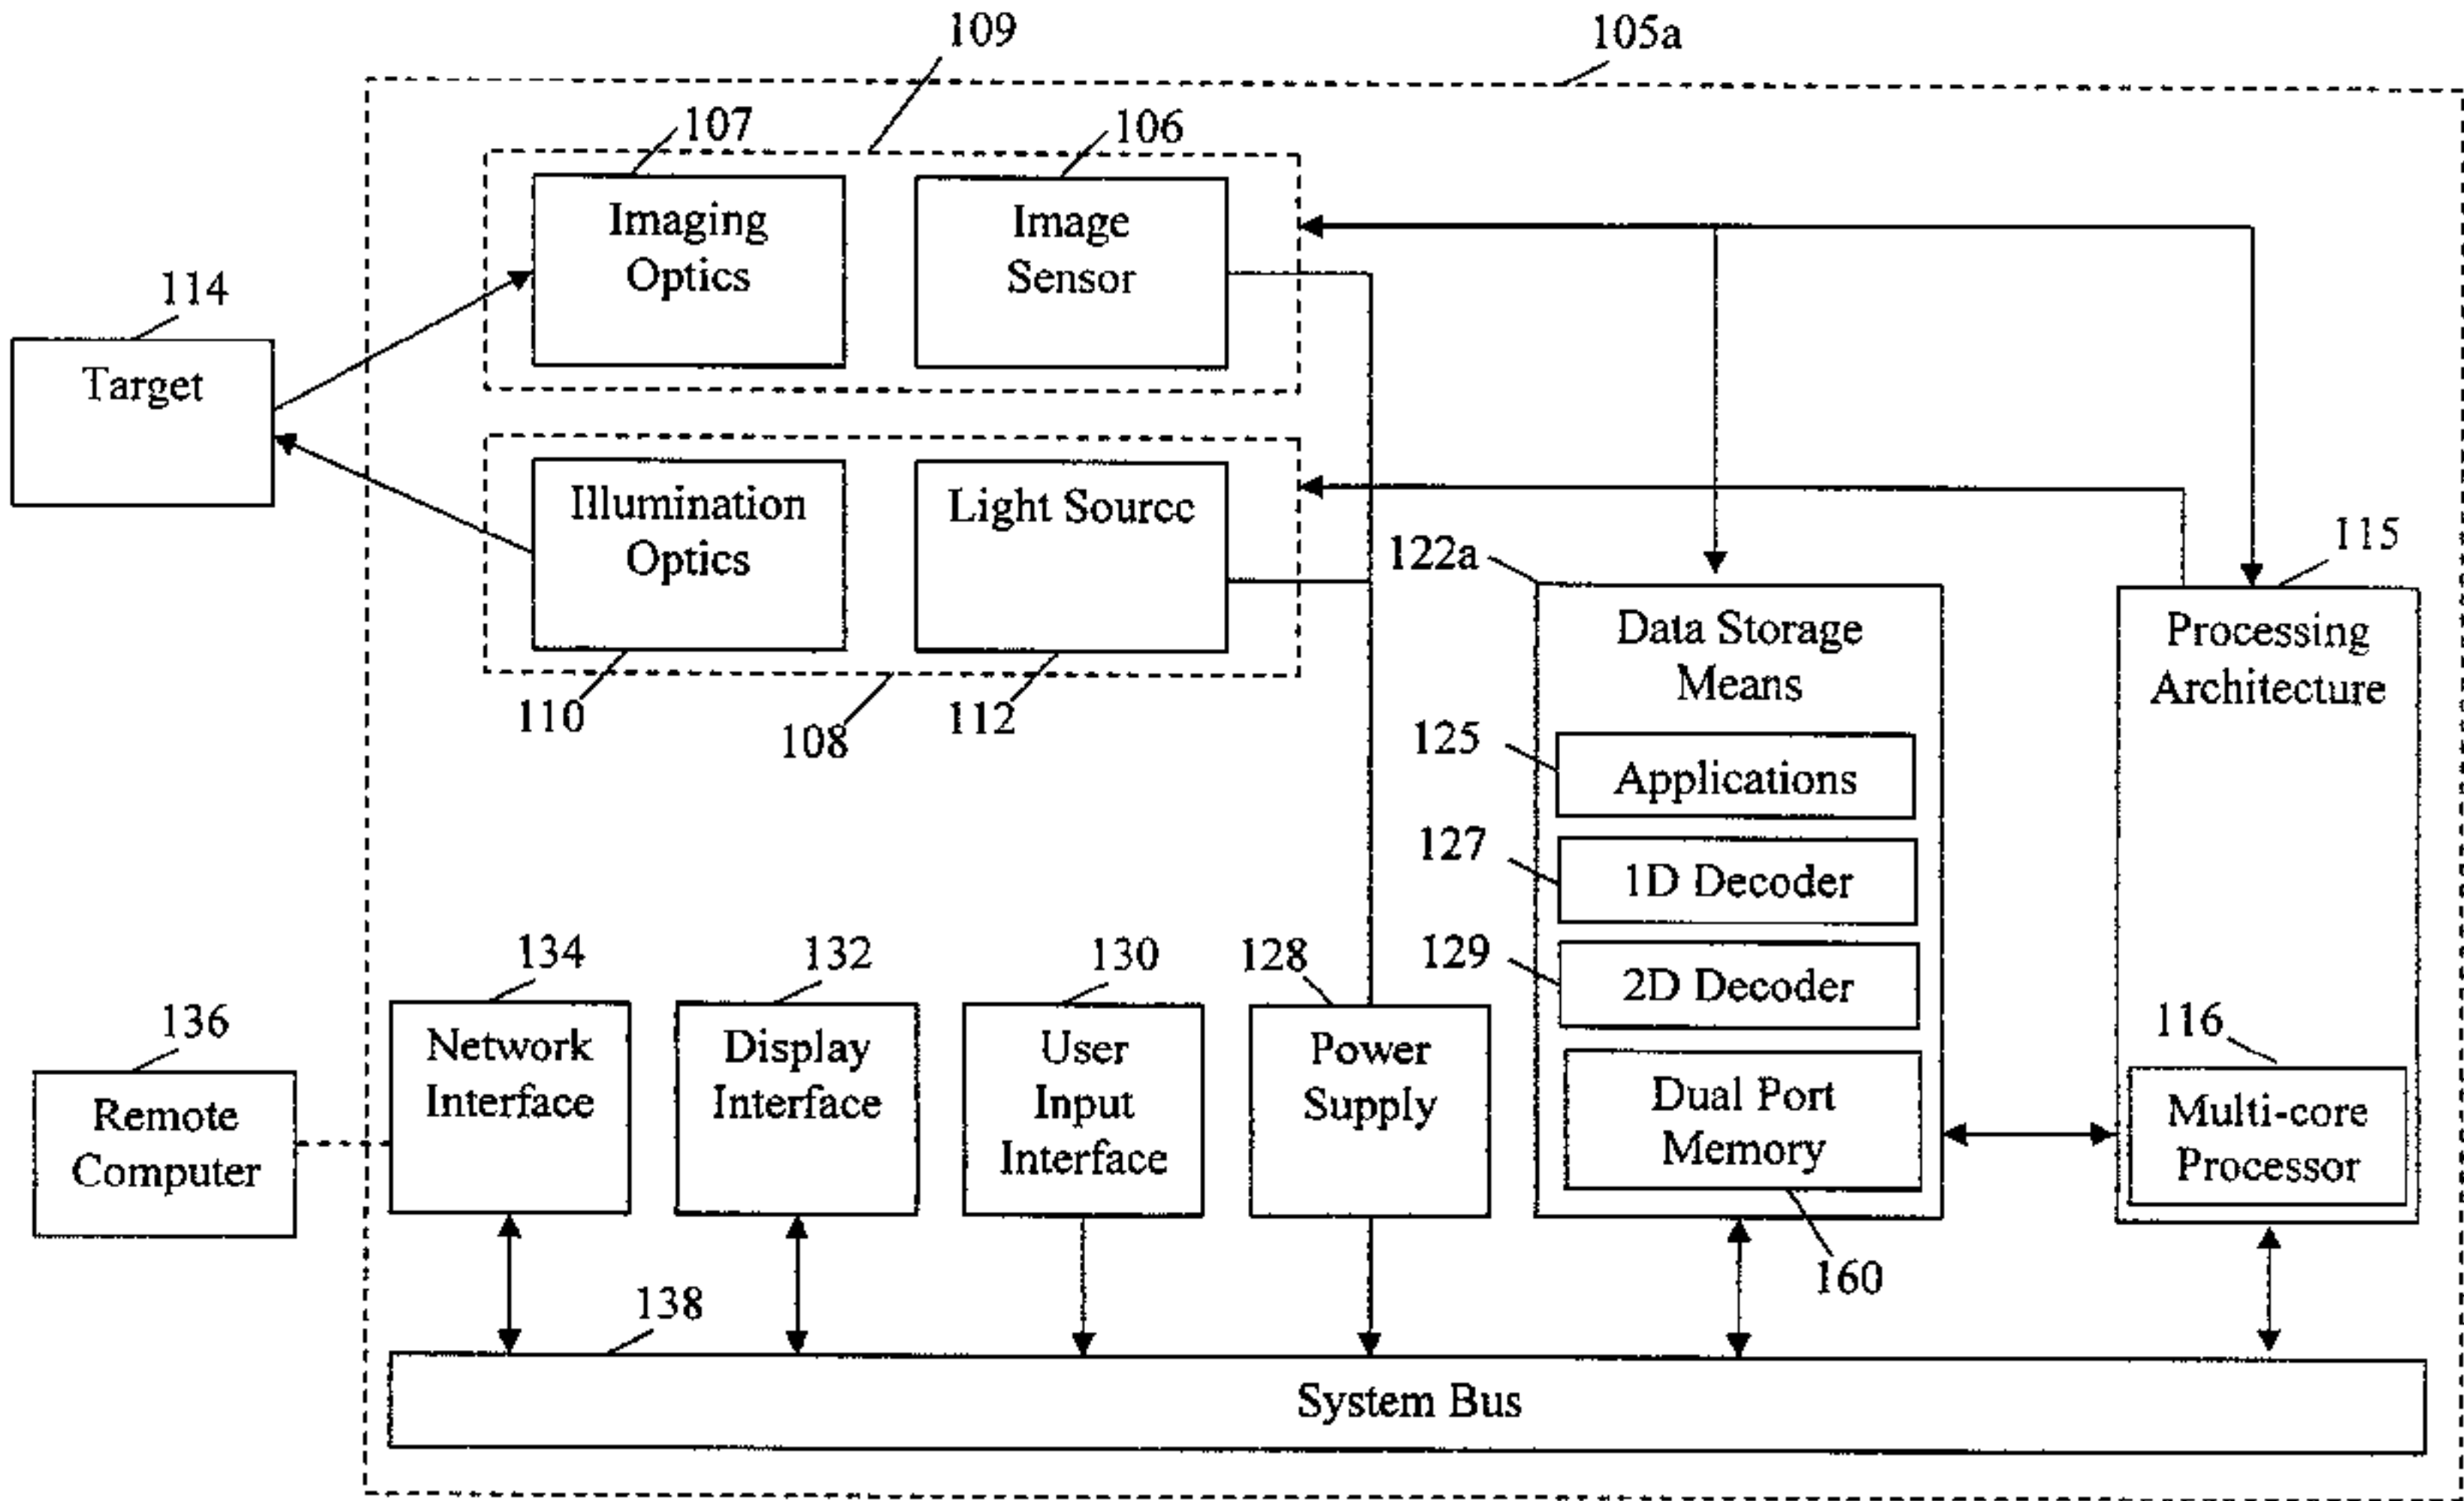 109
105a
107
106
Imaging
Optics
Image
Sensor
114
Target
Illumination
Optics
Light Source
110
108
112
122a
Data Storage
Means
125
Applications
127
1D Decoder
129
2D Decoder
Dual Port
Memory
160
115
Processing
Architecture
116
Multi-core
Processor
136
Remote
Computer
134
Network
Interface
132
Display
Interface
130
User
Input
Interface
128
Power
Supply
138
System Bus